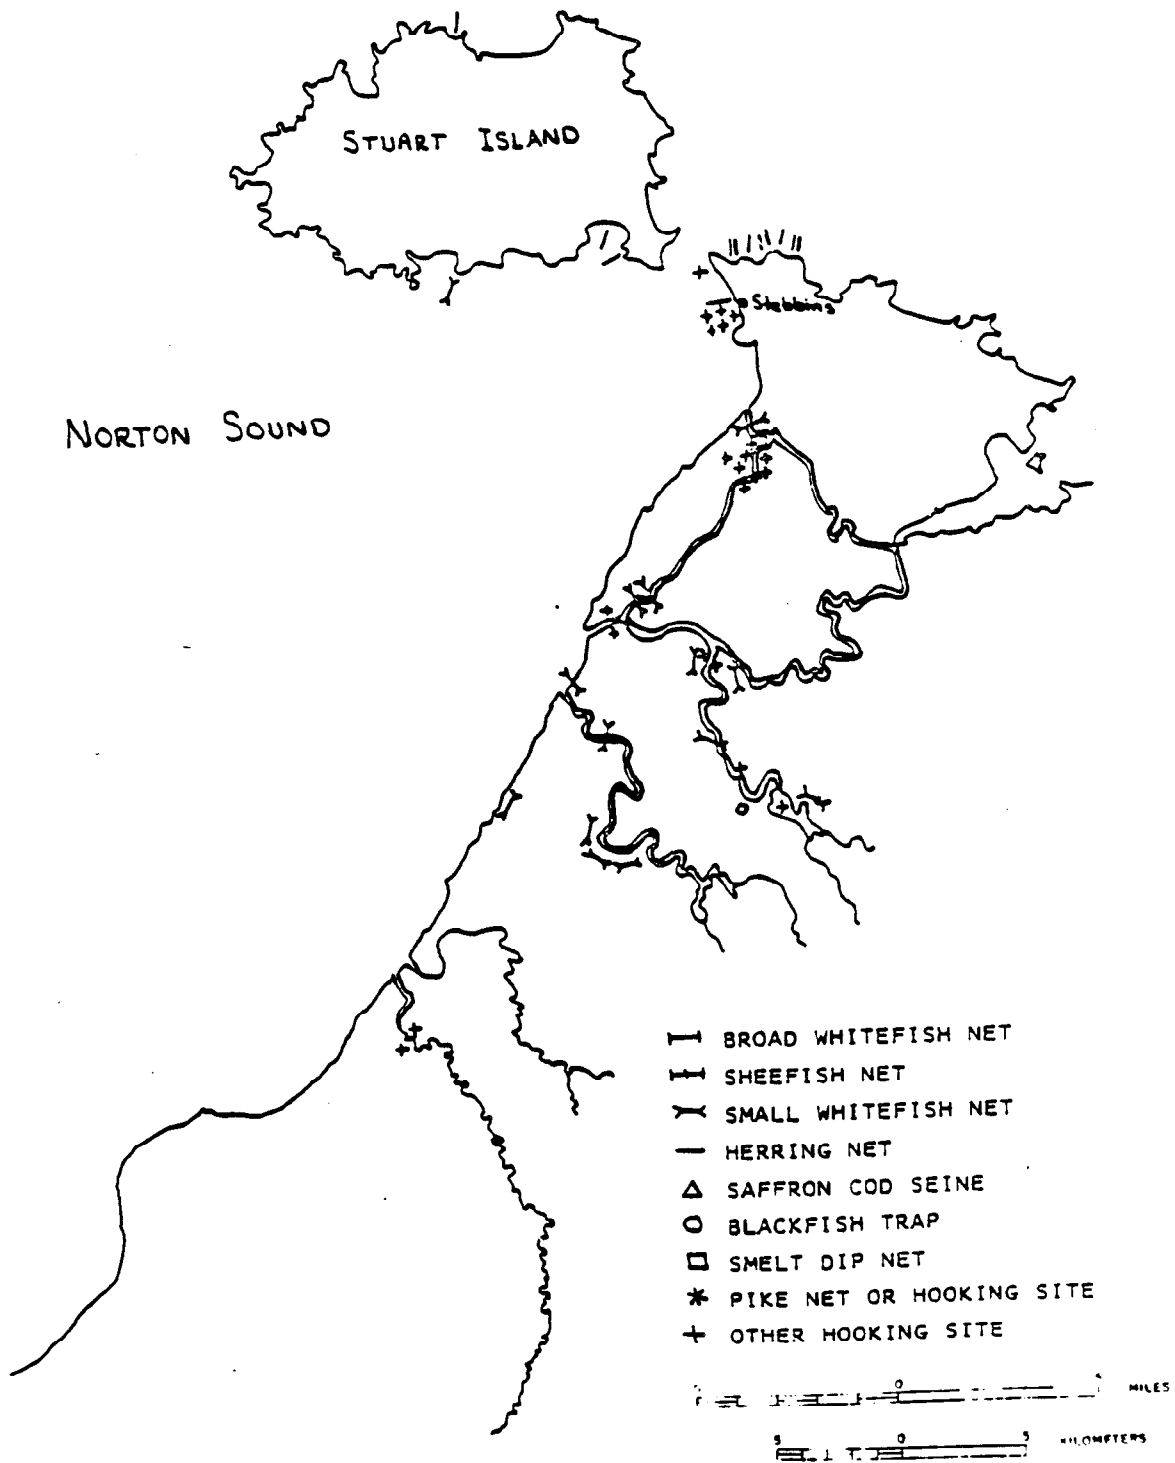 STUART ISLAND
Stebbins
NORTON SOUND
BROAD WHITEFISH NET
SHEEFISH NET
SMALL WHITEFISH NET
HERRING NET
SAFFRON COD SEINE
BLACKFISH TRAP
SMELT DIP NET
PIKE NET OR HOOKING SITE
OTHER HOOKING SITE
0 MILES
5 0 5 KILOMETERS